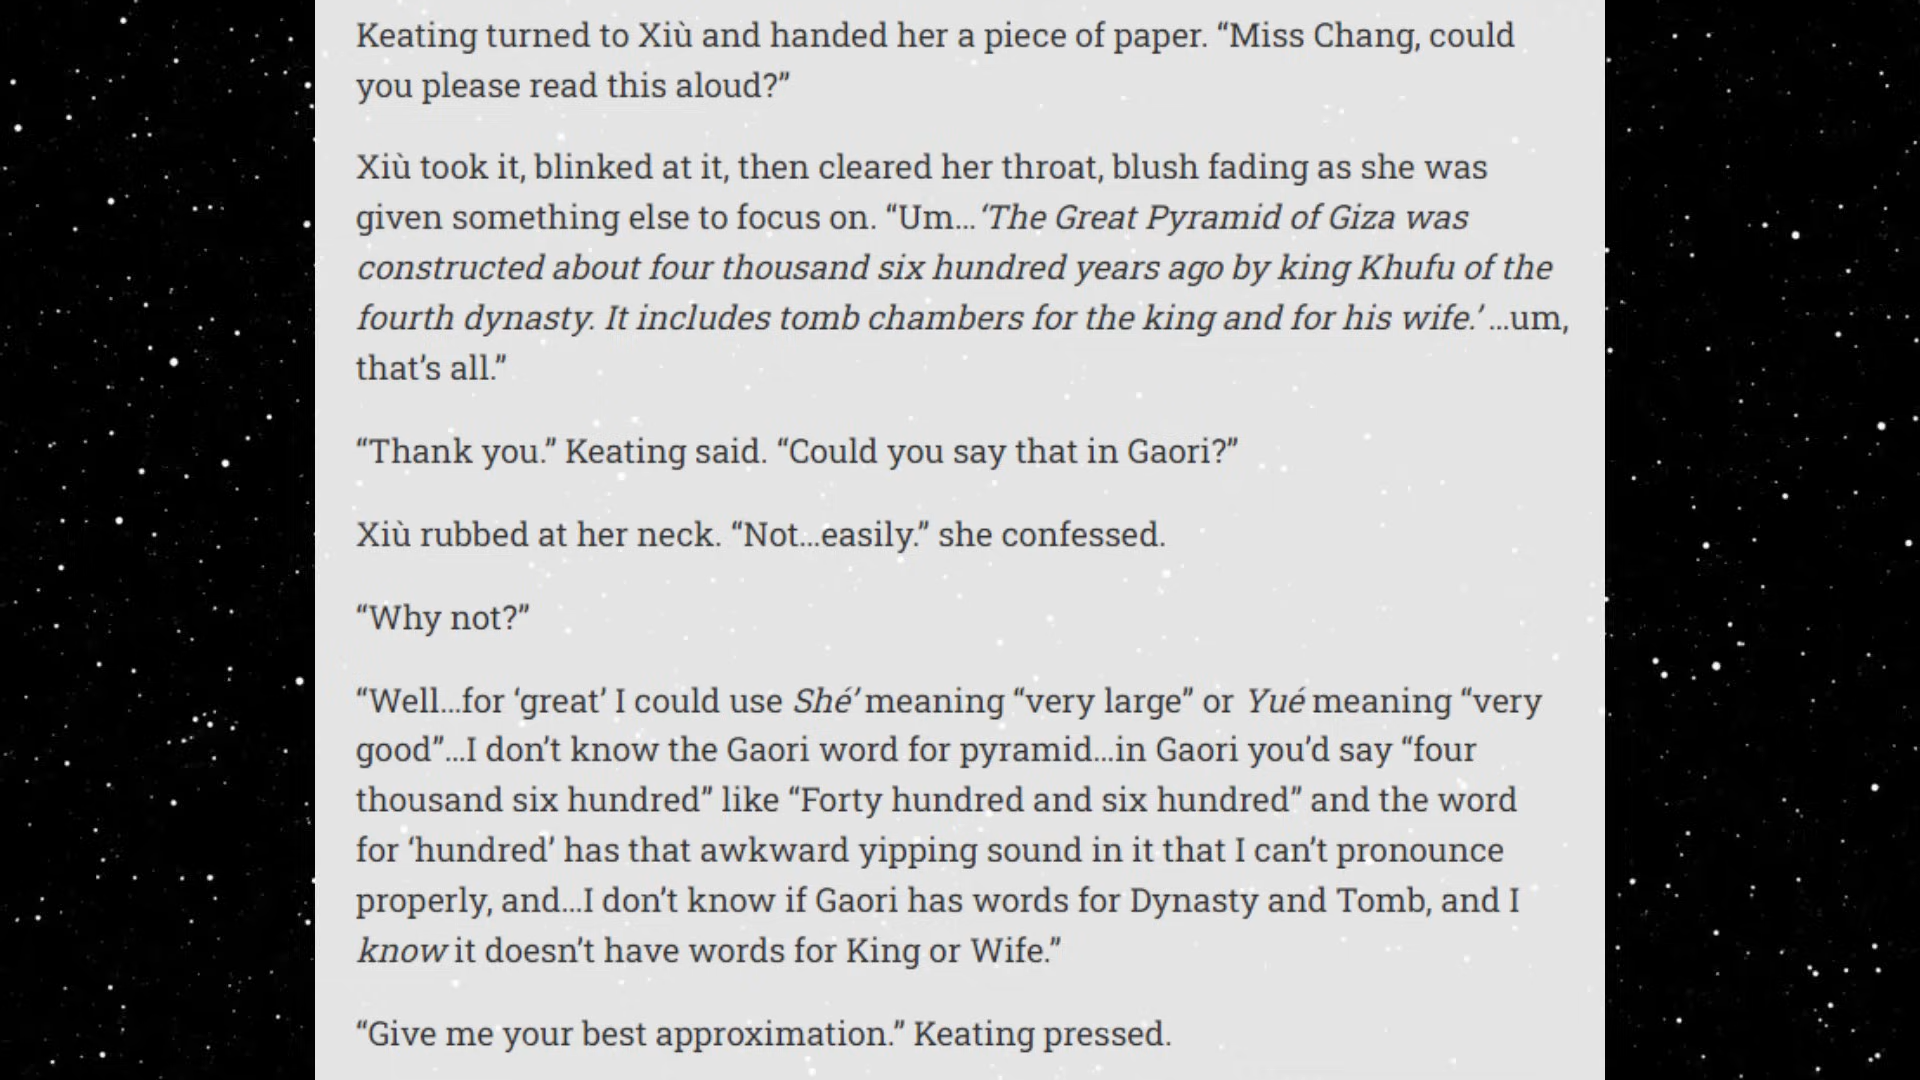 Keating turned to Xiù and handed her a piece of paper. “Miss Chang, could
you please read this aloud?”
Xiù took it, blinked at it, then cleared her throat, blush fading as she was
given something else to focus on. “Um… ‘The Great Pyramid of Giza was
constructed about four thousand six hundred years ago by king Khufu of the
fourth dynasty. It includes tomb chambers for the king and for his wife.’ …um,
that’s all.”
“Thank you.” Keating said. “Could you say that in Gaori?”
Xiù rubbed at her neck. “Not…easily.” she confessed.
“Why not?”
“Well…for ‘great’ I could use Shé’ meaning “very large” or Yué meaning “very
good”…I don’t know the Gaori word for pyramid…in Gaori you’d say “four
thousand six hundred” like “Forty hundred and six hundred” and the word
for ‘hundred’ has that awkward yipping sound in it that I can’t pronounce
properly, and…I don’t know if Gaori has words for Dynasty and Tomb, and I
know it doesn’t have words for King or Wife.”
“Give me your best approximation.” Keating pressed.